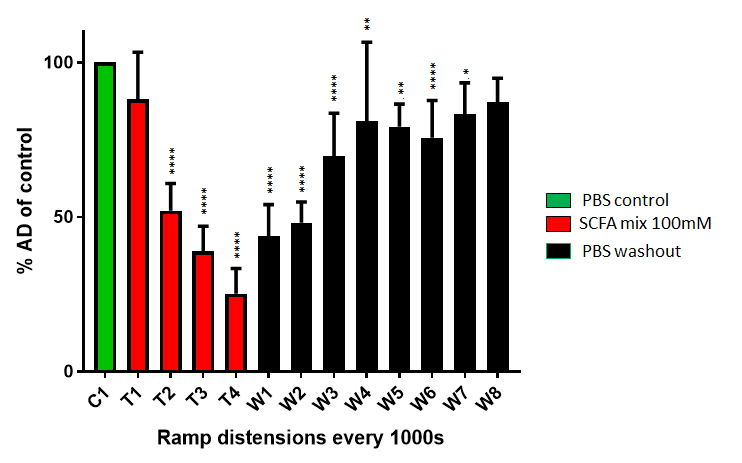 % AD of control
100
50
0
****
****
****
****
****
****
**
**
****
*
C1
T1
T2
T3
T4
W1
W2
W3
W4
W5
W6
W7
W8
Ramp distensions every 1000s
PBS control
SCFA mix 100mM
PBS washout